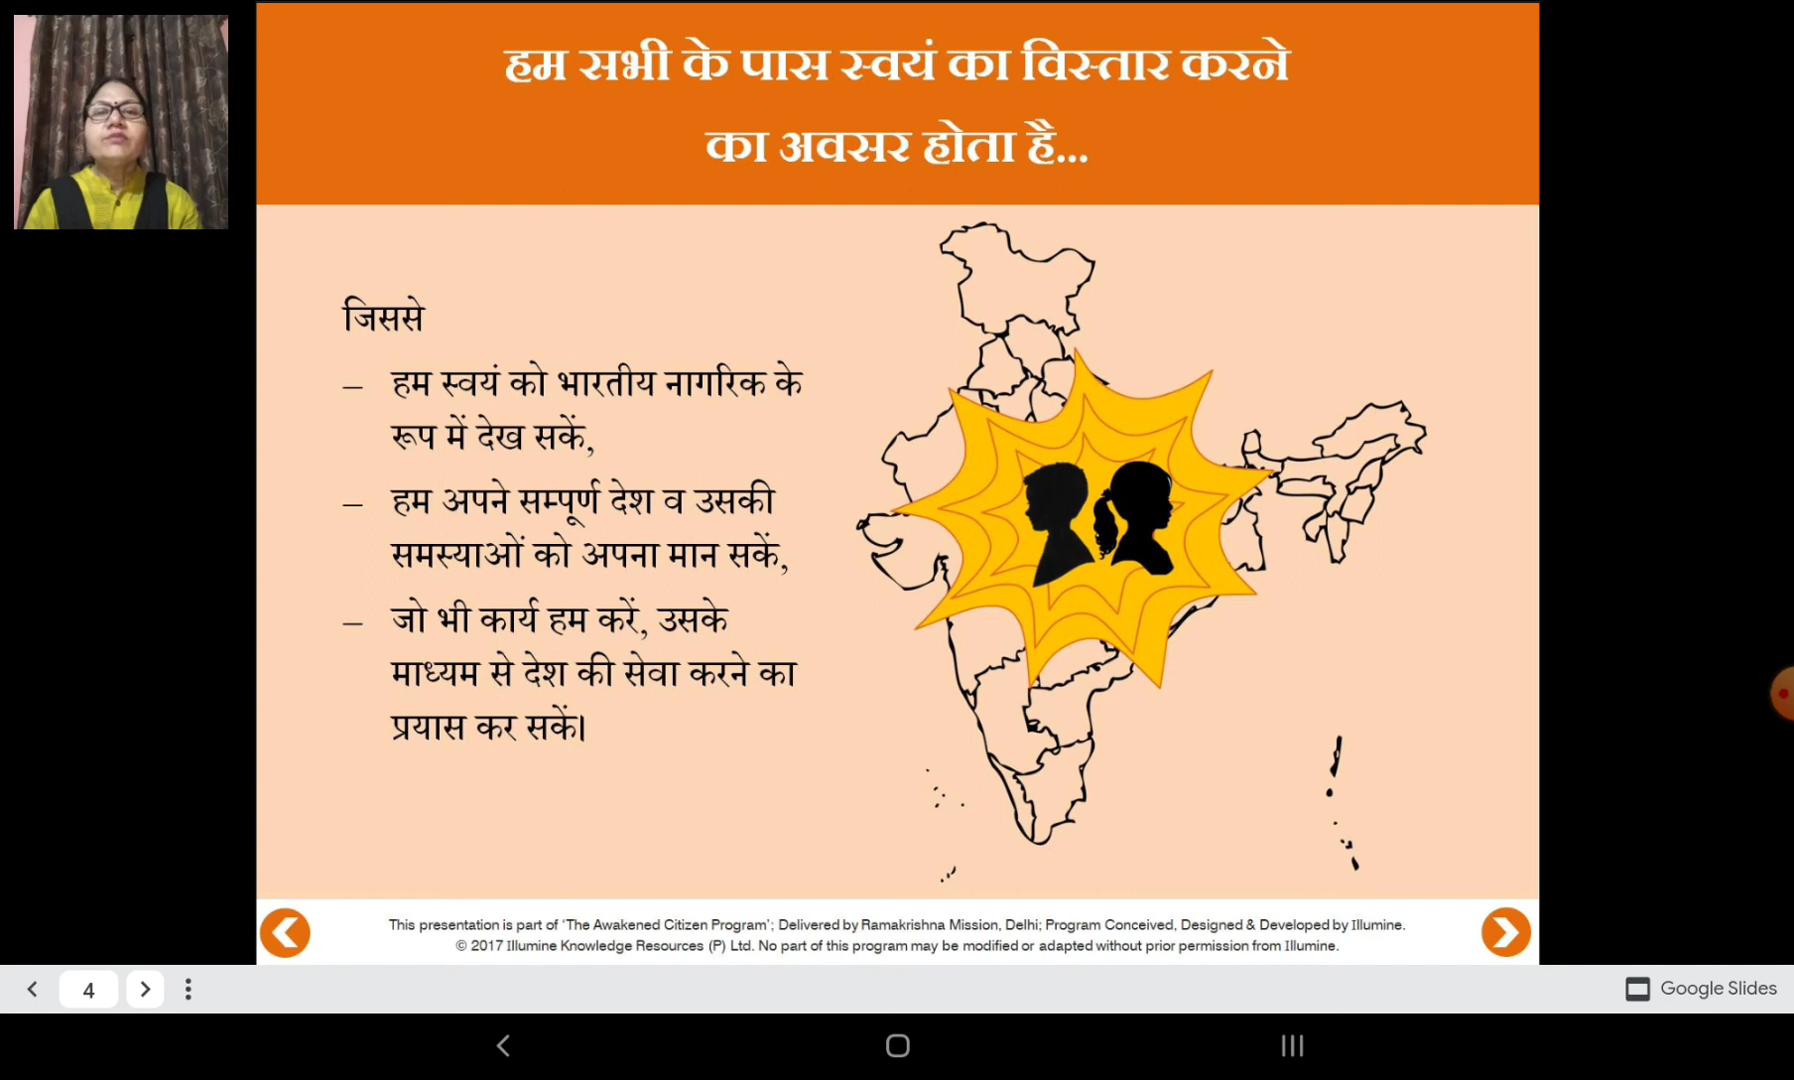 हम सभी के पास स्वयं का विस्तार करने
का अवसर होता है...
जिससे
– हम स्वयं को भारतीय नागरिक के
रूप में देख सकें,
– हम अपने सम्पूर्ण देश व उसकी
समस्याओं को अपना मान सकें,
– जो भी कार्य हम करें, उसके
माध्यम से देश की सेवा करने का
प्रयास कर सकें।
This presentation is part of ‘The Awakened Citizen Program’; Delivered by Ramakrishna Mission, Delhi; Program Conceived, Designed & Developed by Illumine.
© 2017 Illumine Knowledge Resources (P) Ltd. No part of this program may be modified or adapted without prior permission from Illumine.
4
Google Slides